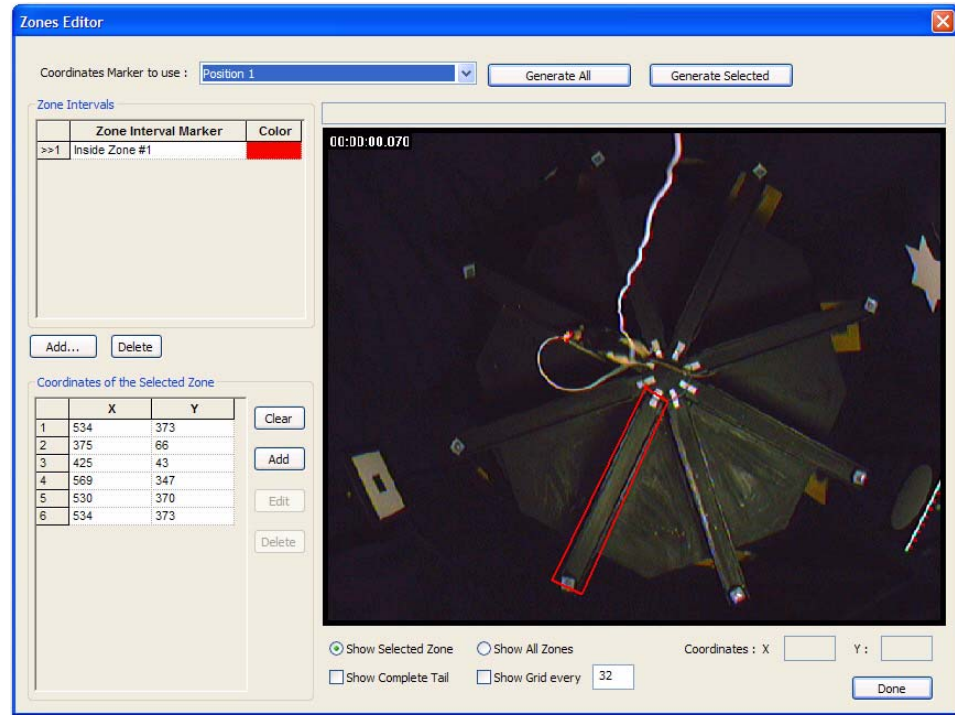 Zones Editor
Coordinates Marker to use : Position 1 Generate All Generate Selected
Zone Intervals
Zone Interval Marker Color
>>1 Inside Zone #1
00:00:00.070
Add... Delete
Coordinates of the Selected Zone
X Y
1 534 373
2 375 66
3 425 43
4 569 347
5 530 370
6 534 373
Clear
Add
Edit
Delete
Show Selected Zone Show All Zones Coordinates : X Y :
Show Complete Tail Show Grid every 32
Done